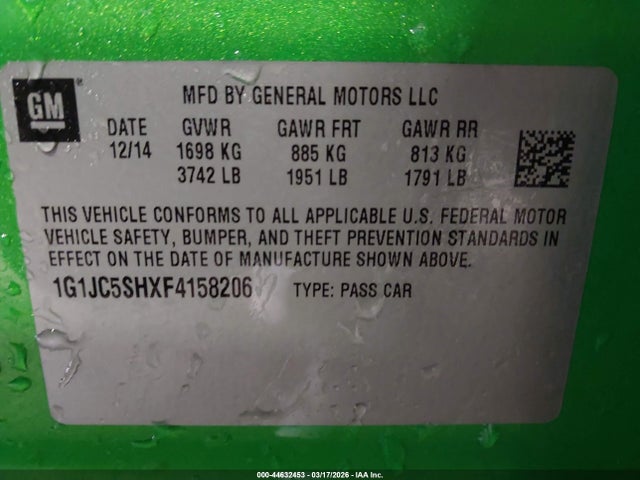 GM
MFD BY GENERAL MOTORS LLC
DATE GVWR GAWR FRT GAWR RR
12/14 1698 KG 885 KG 813 KG
3742 LB 1951 LB 1791 LB
THIS VEHICLE CONFORMS TO ALL APPLICABLE U.S. FEDERAL MOTOR
VEHICLE SAFETY, BUMPER, AND THEFT PREVENTION STANDARDS IN
EFFECT ON THE DATE OF MANUFACTURE SHOWN ABOVE.
1G1JC5SHXF4158206 TYPE: PASS CAR
000-44632453 - 03/17/2026 - IAA Inc.